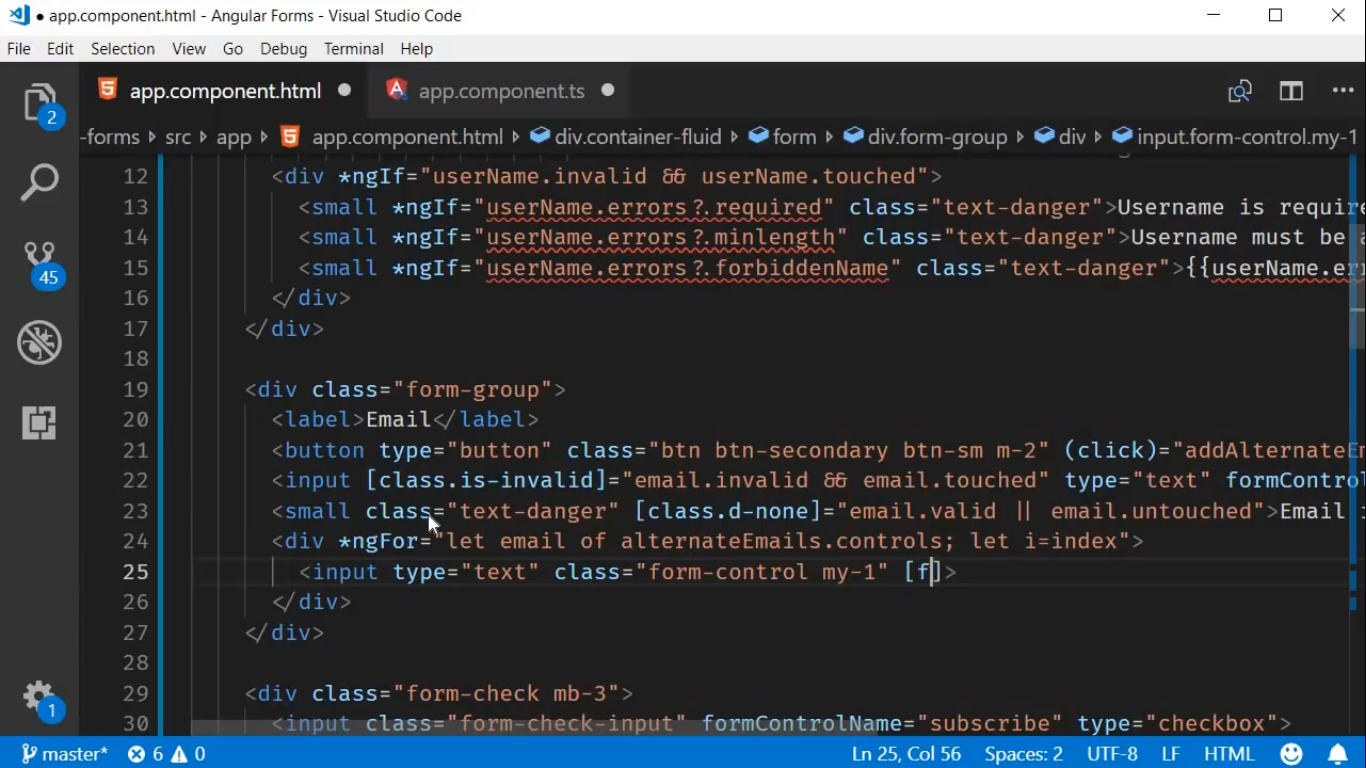 app.component.html - Angular Forms - Visual Studio Code
File Edit Selection View Go Debug Terminal Help
app.component.html app.component.ts
2
-forms src app app.component.html div.container-fluid form div.form-group div input.form-control.my-1
12 <div *ngIf="userName.invalid && userName.touched">
13 <small *ngIf="userName.errors?.required" class="text-danger">Username is
14 <small *ngIf="userName.errors?.minlength" class="text-danger">Username must be
15 <small *ngIf="userName.errors?.forbiddenName" class="text-danger">{{
16 </div>
17 </div>
18
45
19 <div class="form-group">
20 <label>Email</label>
21 <button type="button" class="btn btn-secondary btn-sm m-2" (click)="
22 <input [class.is-invalid]="email.invalid && email.touched" type="text"
23 <small class="text-danger" [class.d-none]="email.valid || email.untouched">Email
24 <div *ngFor="let email of alternateEmails.controls; let i=index">
25 <input type="text" class="form-control my-1" [f]>
26 </div>
27 </div>
28
29 <div class="form-check mb-3">
30 <input class="form-check-input" formControlName="subscribe" type="checkbox">
1
master* 6 0 Ln 25, Col 56 Spaces: 2 UTF-8 LF HTML